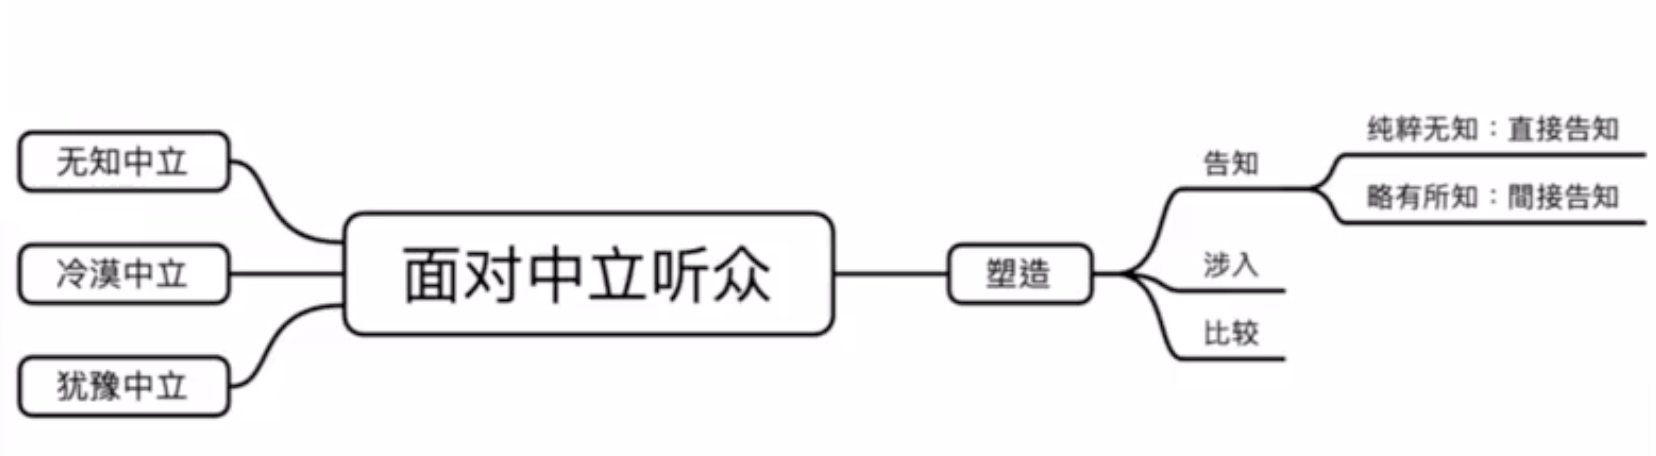 无知中立
冷漠中立
犹豫中立
面对中立听众
塑造
告知
纯粹无知：直接告知
略有所知：間接告知
涉入
比较